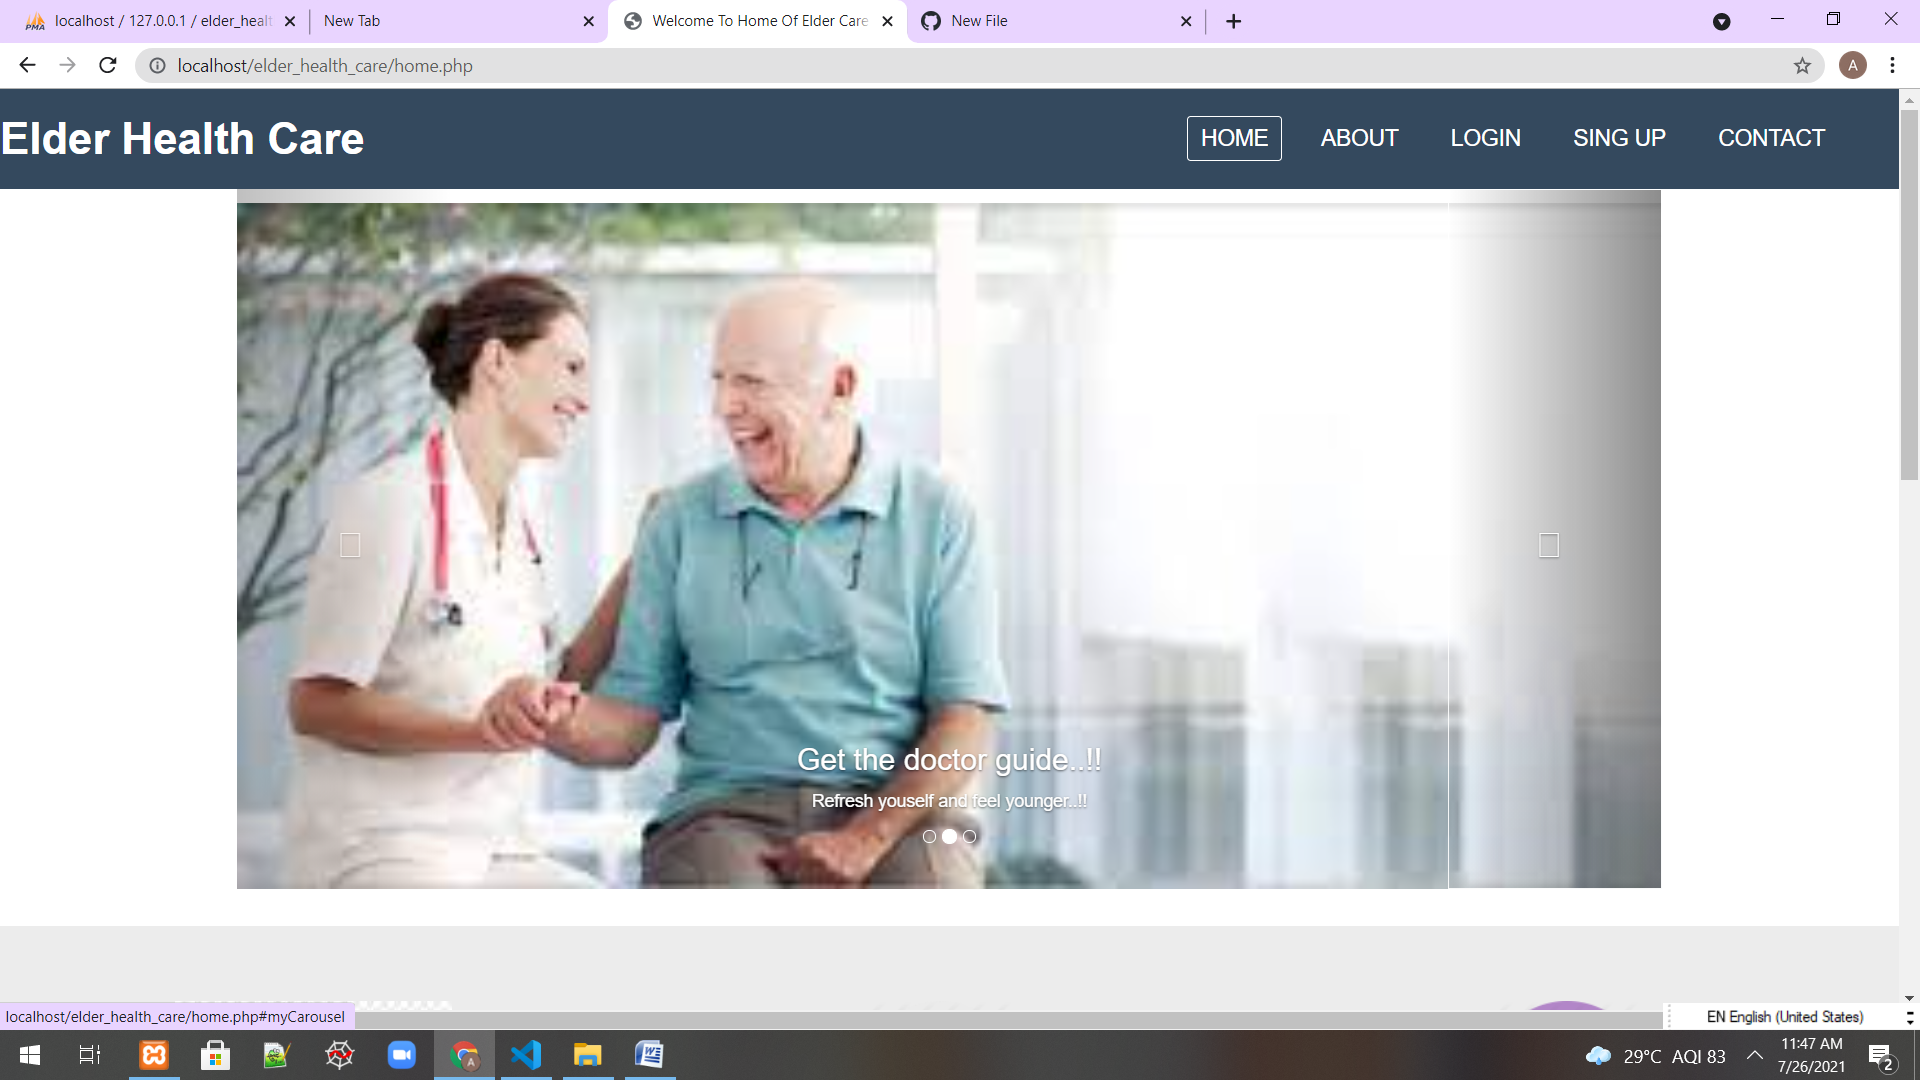 localhost / 127.0.0.1 / elder_healt
New Tab
Welcome To Home Of Elder Care
New File
localhost/elder_health_care/home.php
A
Elder Health Care
HOME
ABOUT
LOGIN
SING UP
CONTACT
Get the doctor guide..!!
Refresh youself and feel younger..!!
localhost/elder_health_care/home.php#myCarousel
EN English (United States)
29°C AQI 83
11:47 AM
7/26/2021
2